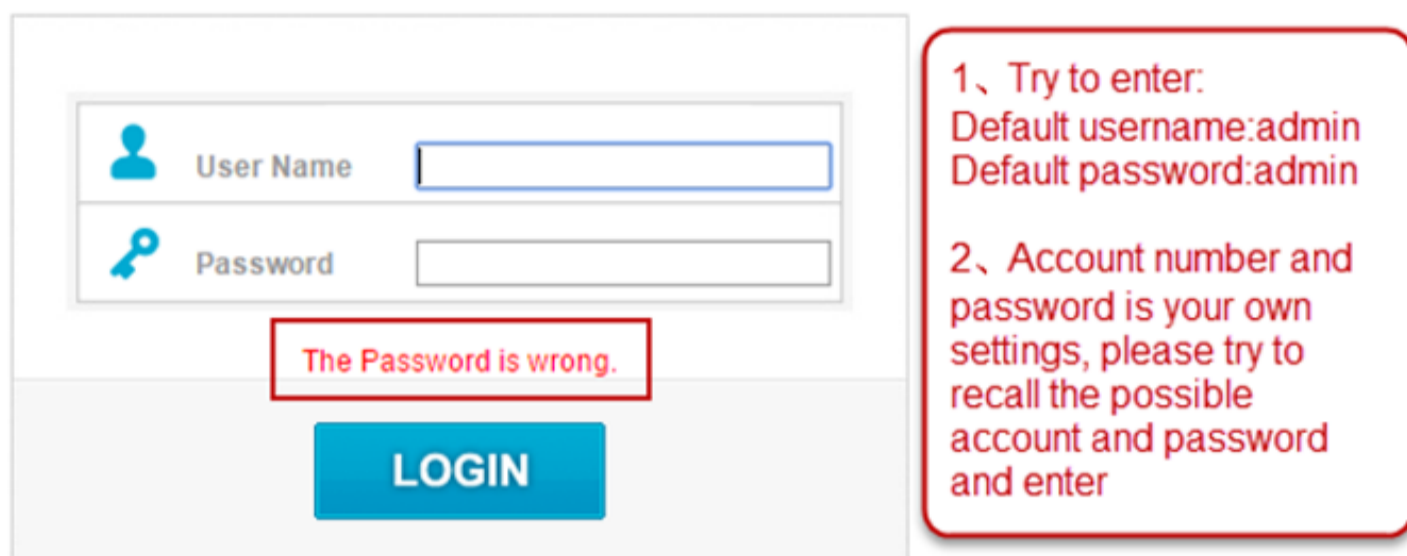 User Name
Password
The Password is wrong.
LOGIN
1、Try to enter:
Default username:admin
Default password:admin
2、Account number and
password is your own
settings, please try to
recall the possible
account and password
and enter